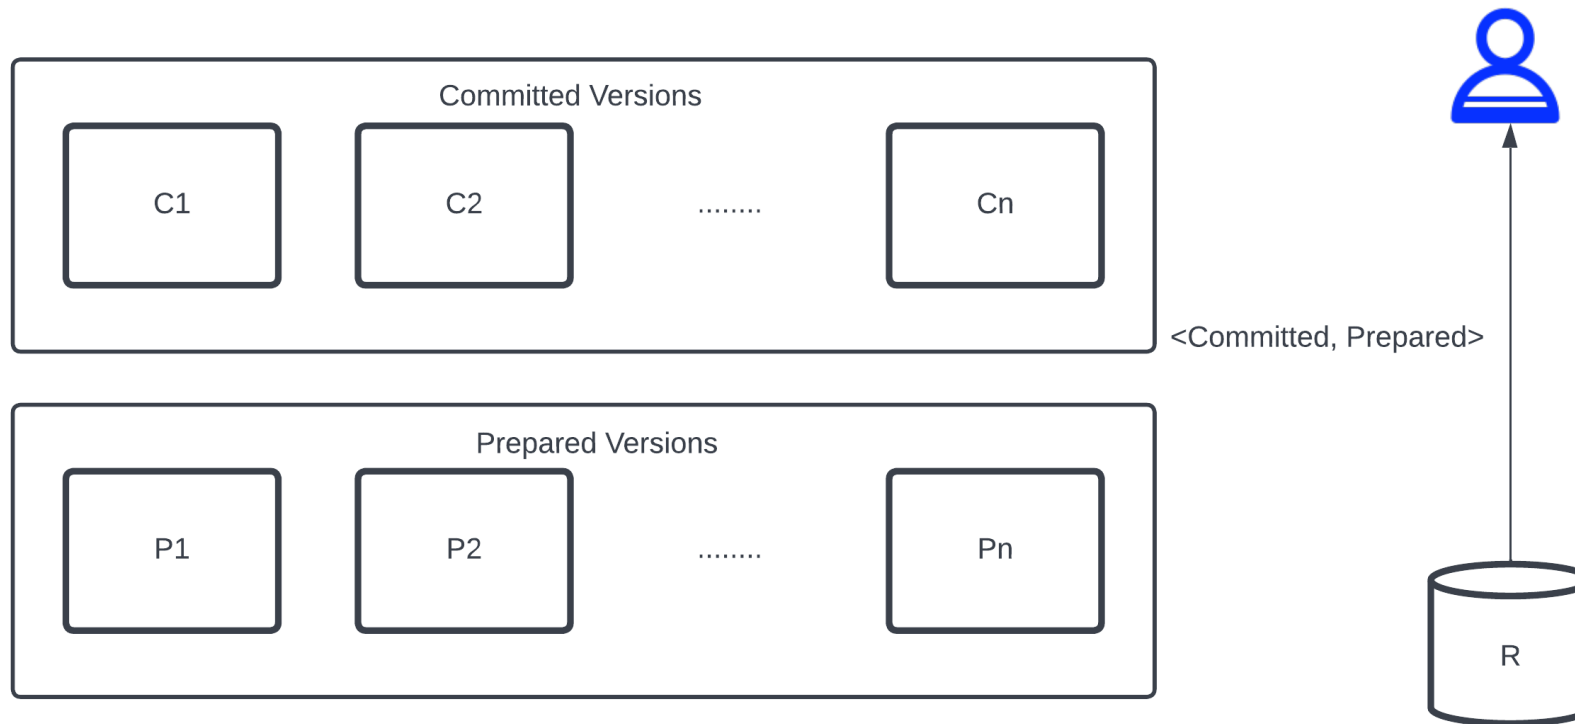 Committed Versions
C1
C2
........
Cn
<Committed, Prepared>
Prepared Versions
P1
P2
........
Pn
R